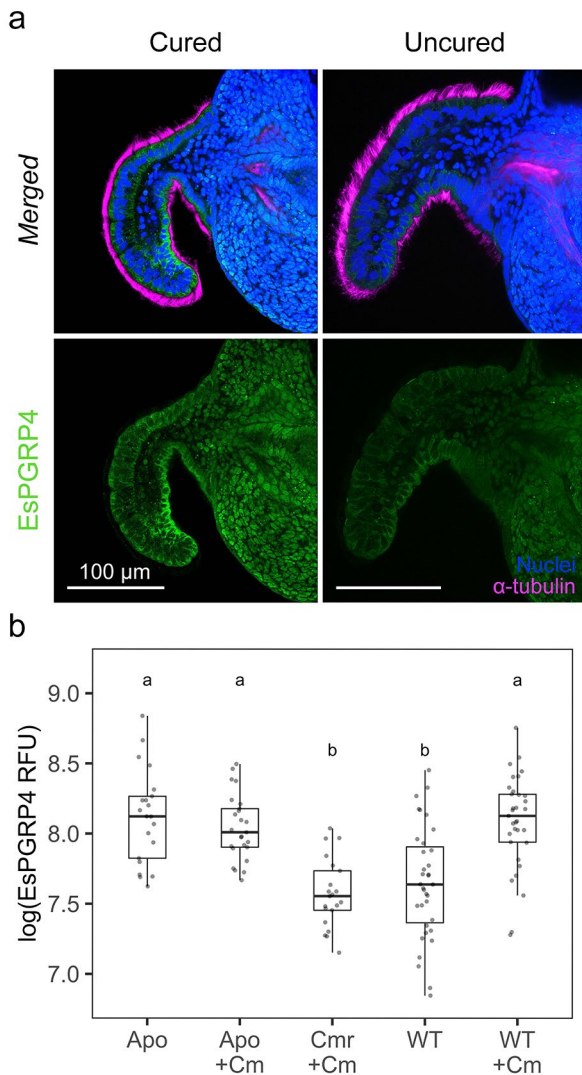 a
Cured Uncured
Merged
EsPGRP4
100 µm
Nuclei
α-tubulin
b
log(EsPGRP4 RFU)
9.0
8.5
8.0
7.5
7.0
a a b b a
Apo Apo Cmr WT WT
+Cm +Cm +Cm